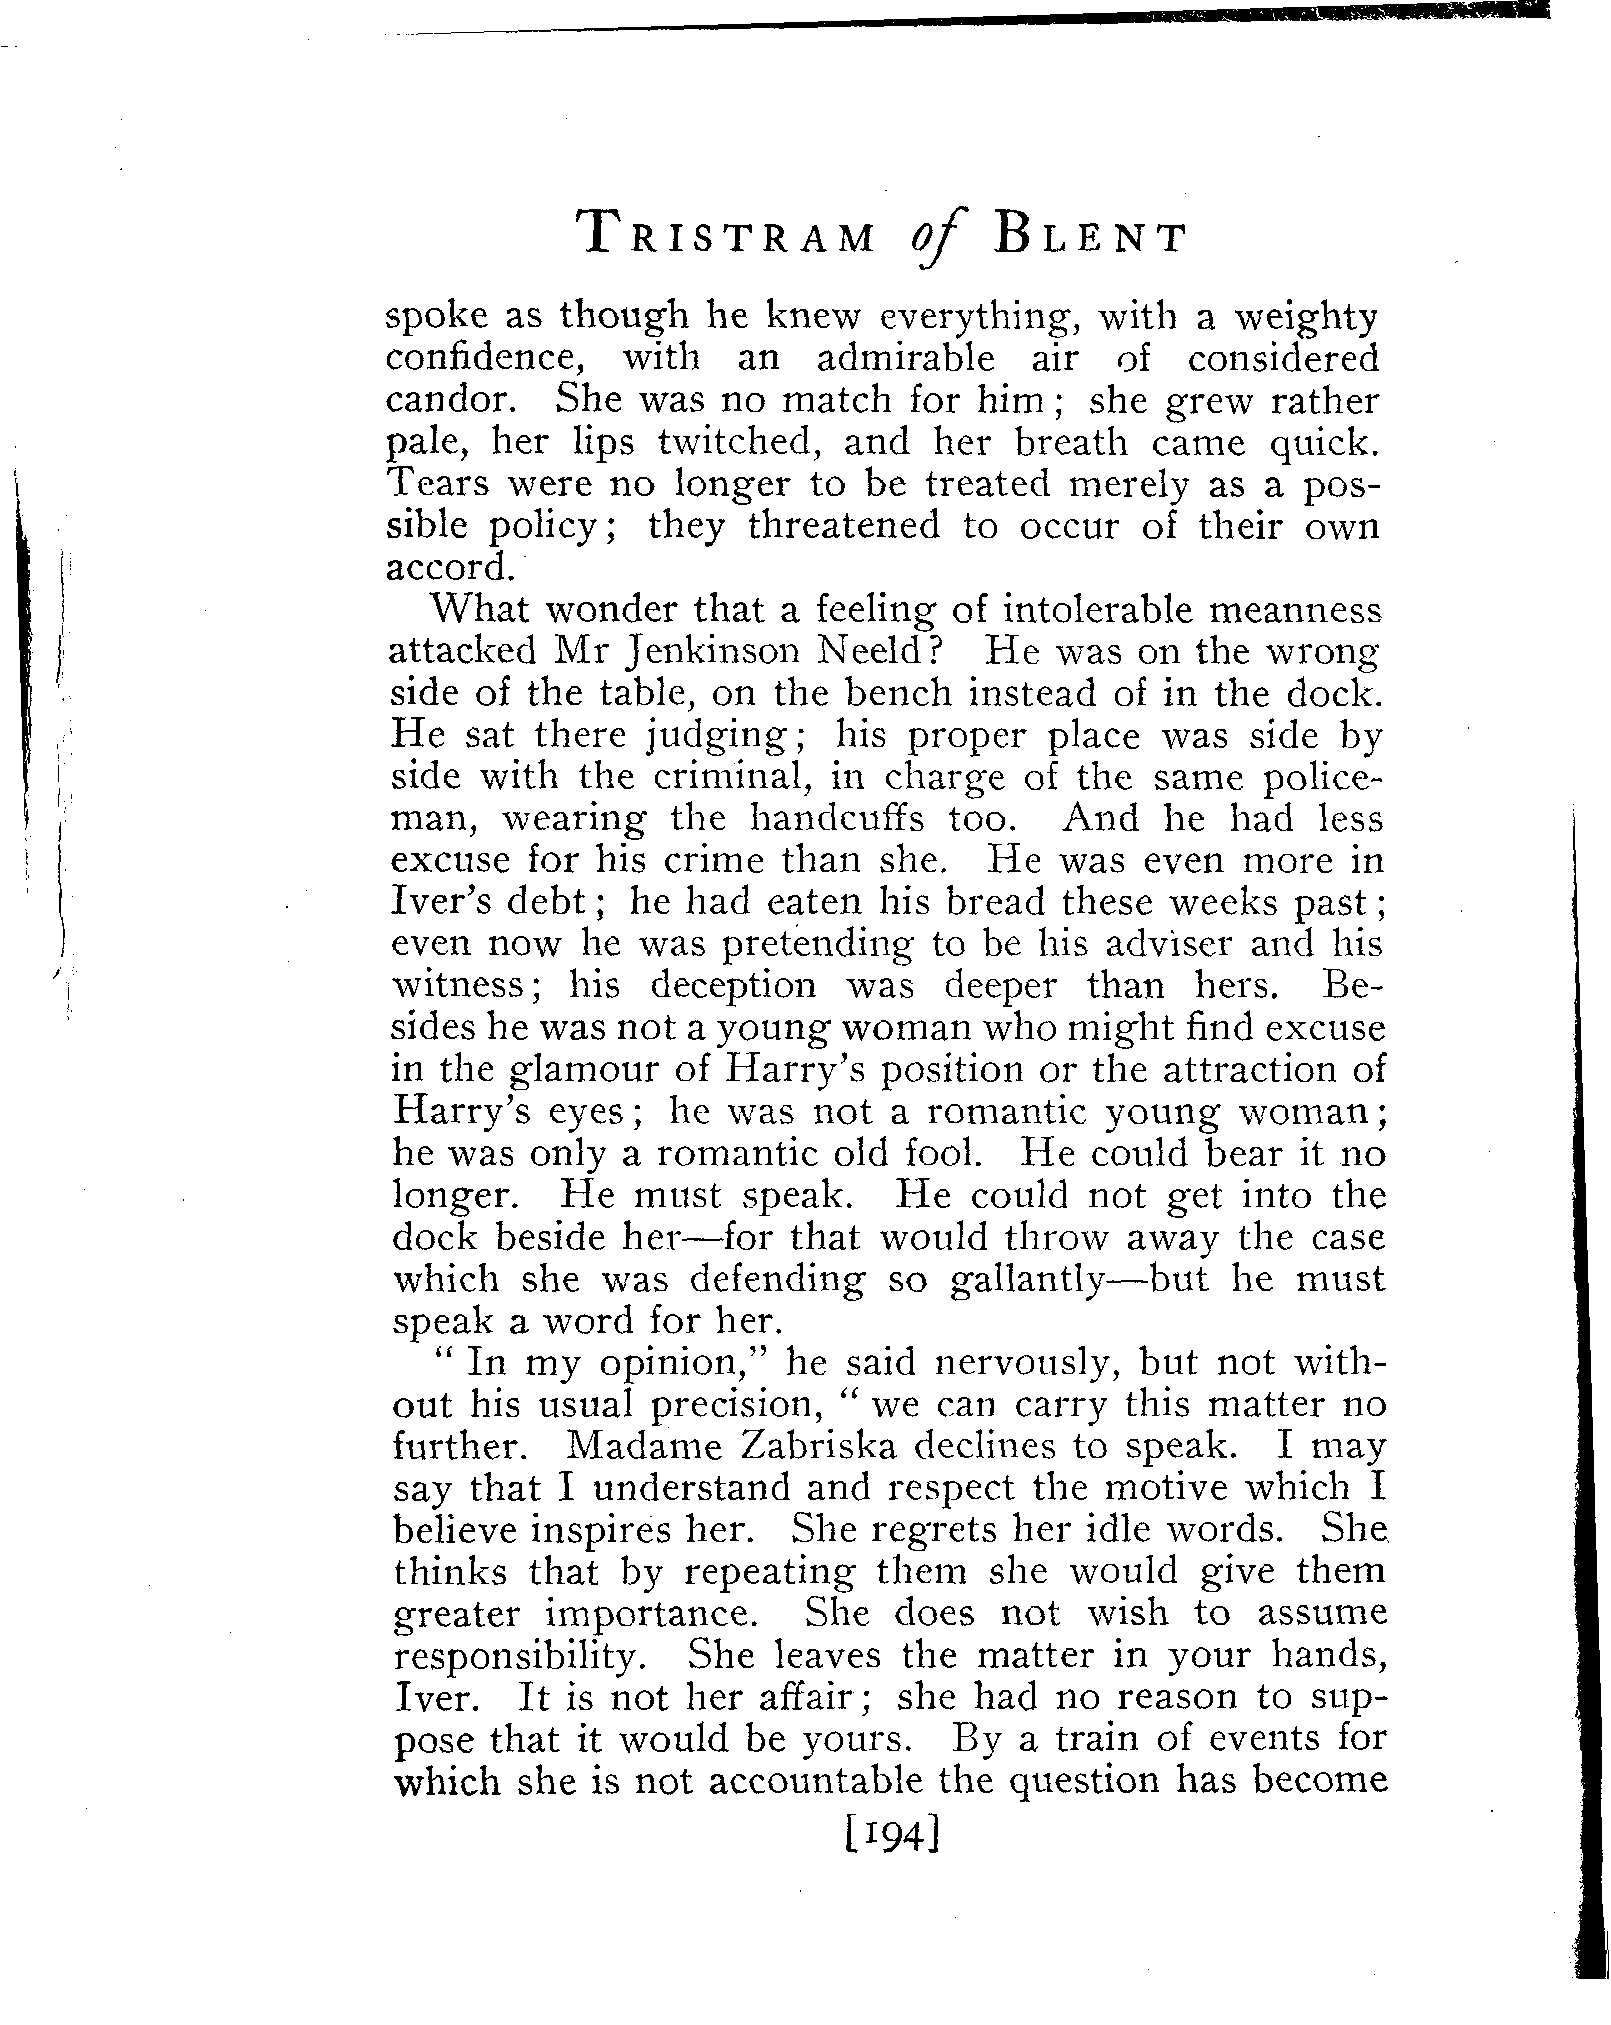 TRISTRAM of BLENT
spoke as though he knew everything, with a weighty
confidence, with an admirable air of considered
candor. She was no match for him; she grew rather
pale, her lips twitched, and her breath came quick.
Tears were no longer to be treated merely as a pos-
sible policy; they threatened to occur of their own
accord.
What wonder that a feeling of intolerable meanness
attacked Mr Jenkinson Neeld? He was on the wrong
side of the table, on the bench instead of in the dock.
He sat there judging; his proper place was side by
side with the criminal, in charge of the same police-
man, wearing the handcuffs too. And he had less
excuse for his crime than she. He was even more in
Iver's debt; he had eaten his bread these weeks past;
even now he was pretending to be his adviser and his
witness; his deception was deeper than hers. Be-
sides he was not a young woman who might find excuse
in the glamour of Harry's position or the attraction of
Harry's eyes; he was not a romantic young woman;
he was only a romantic old fool. He could bear it no
longer. He must speak. He could not get into the
dock beside her—for that would throw away the case
which she was defending so gallantly—but he must
speak a word for her.
"In my opinion," he said nervously, but not with-
out his usual precision, "we can carry this matter no
further. Madame Zabriska declines to speak. I may
say that I understand and respect the motive which I
believe inspires her. She regrets her idle words. She
thinks that by repeating them she would give them
greater importance. She does not wish to assume
responsibility. She leaves the matter in your hands,
Iver. It is not her affair; she had no reason to sup-
pose that it would be yours. By a train of events for
which she is not accountable the question has become
[194]